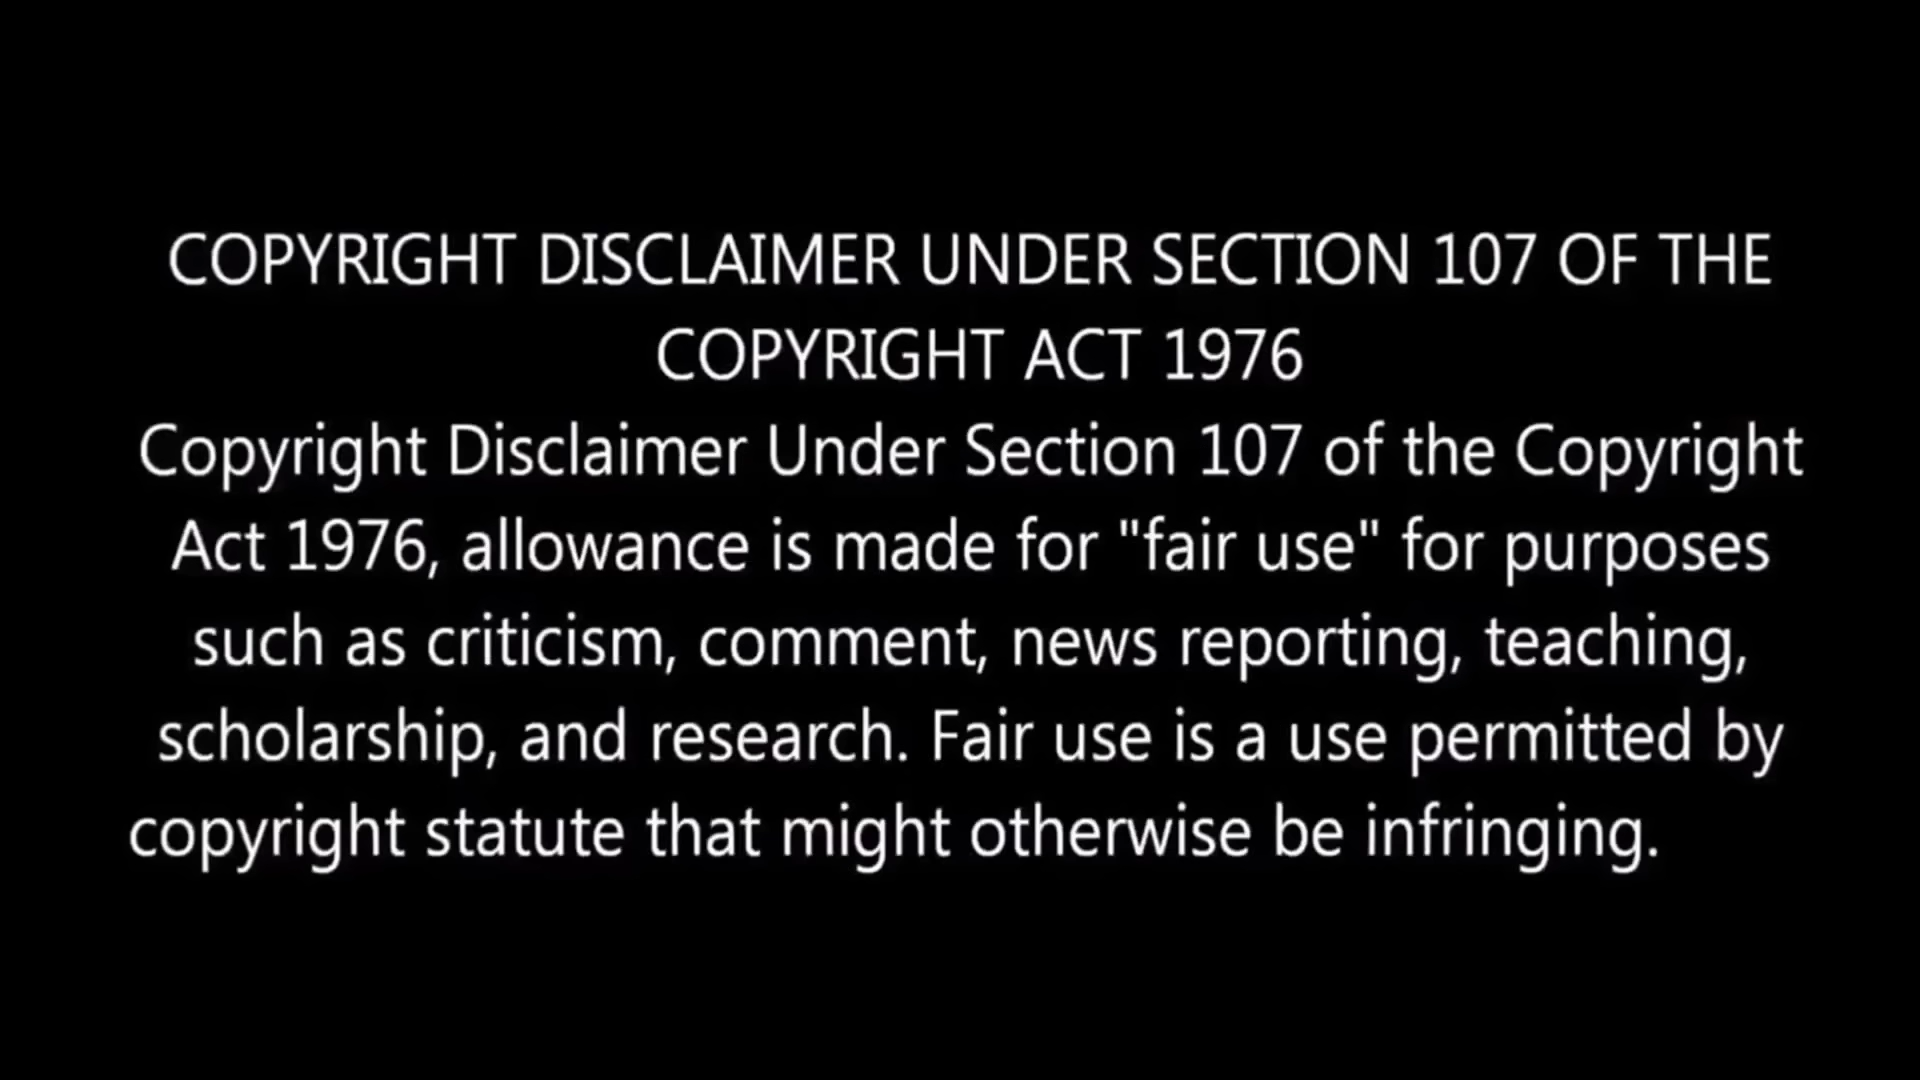 COPYRIGHT DISCLAIMER UNDER SECTION 107 OF THE
COPYRIGHT ACT 1976
Copyright Disclaimer Under Section 107 of the Copyright
Act 1976, allowance is made for "fair use" for purposes
such as criticism, comment, news reporting, teaching,
scholarship, and research. Fair use is a use permitted by
copyright statute that might otherwise be infringing.